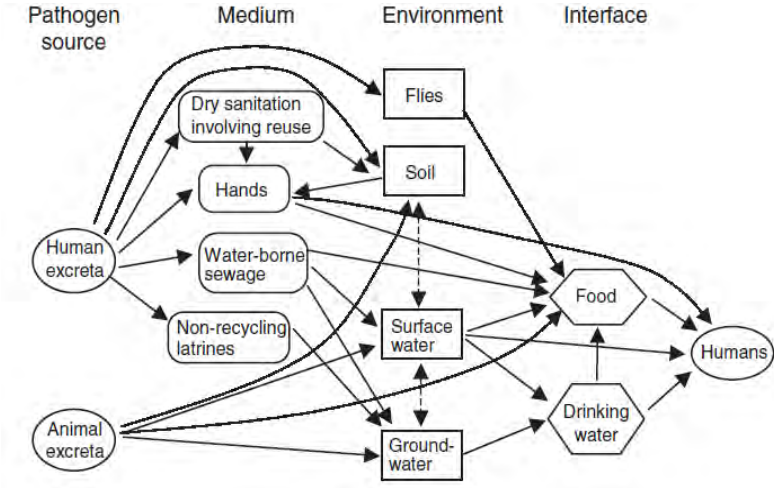 Pathogen
source
Medium
Environment
Interface
Flies
Dry sanitation
involving reuse
Soil
Hands
Human
excreta
Water-borne
sewage
Food
Non-recycling
latrines
Surface
water
Humans
Animal
excreta
Drinking
water
Ground-
water